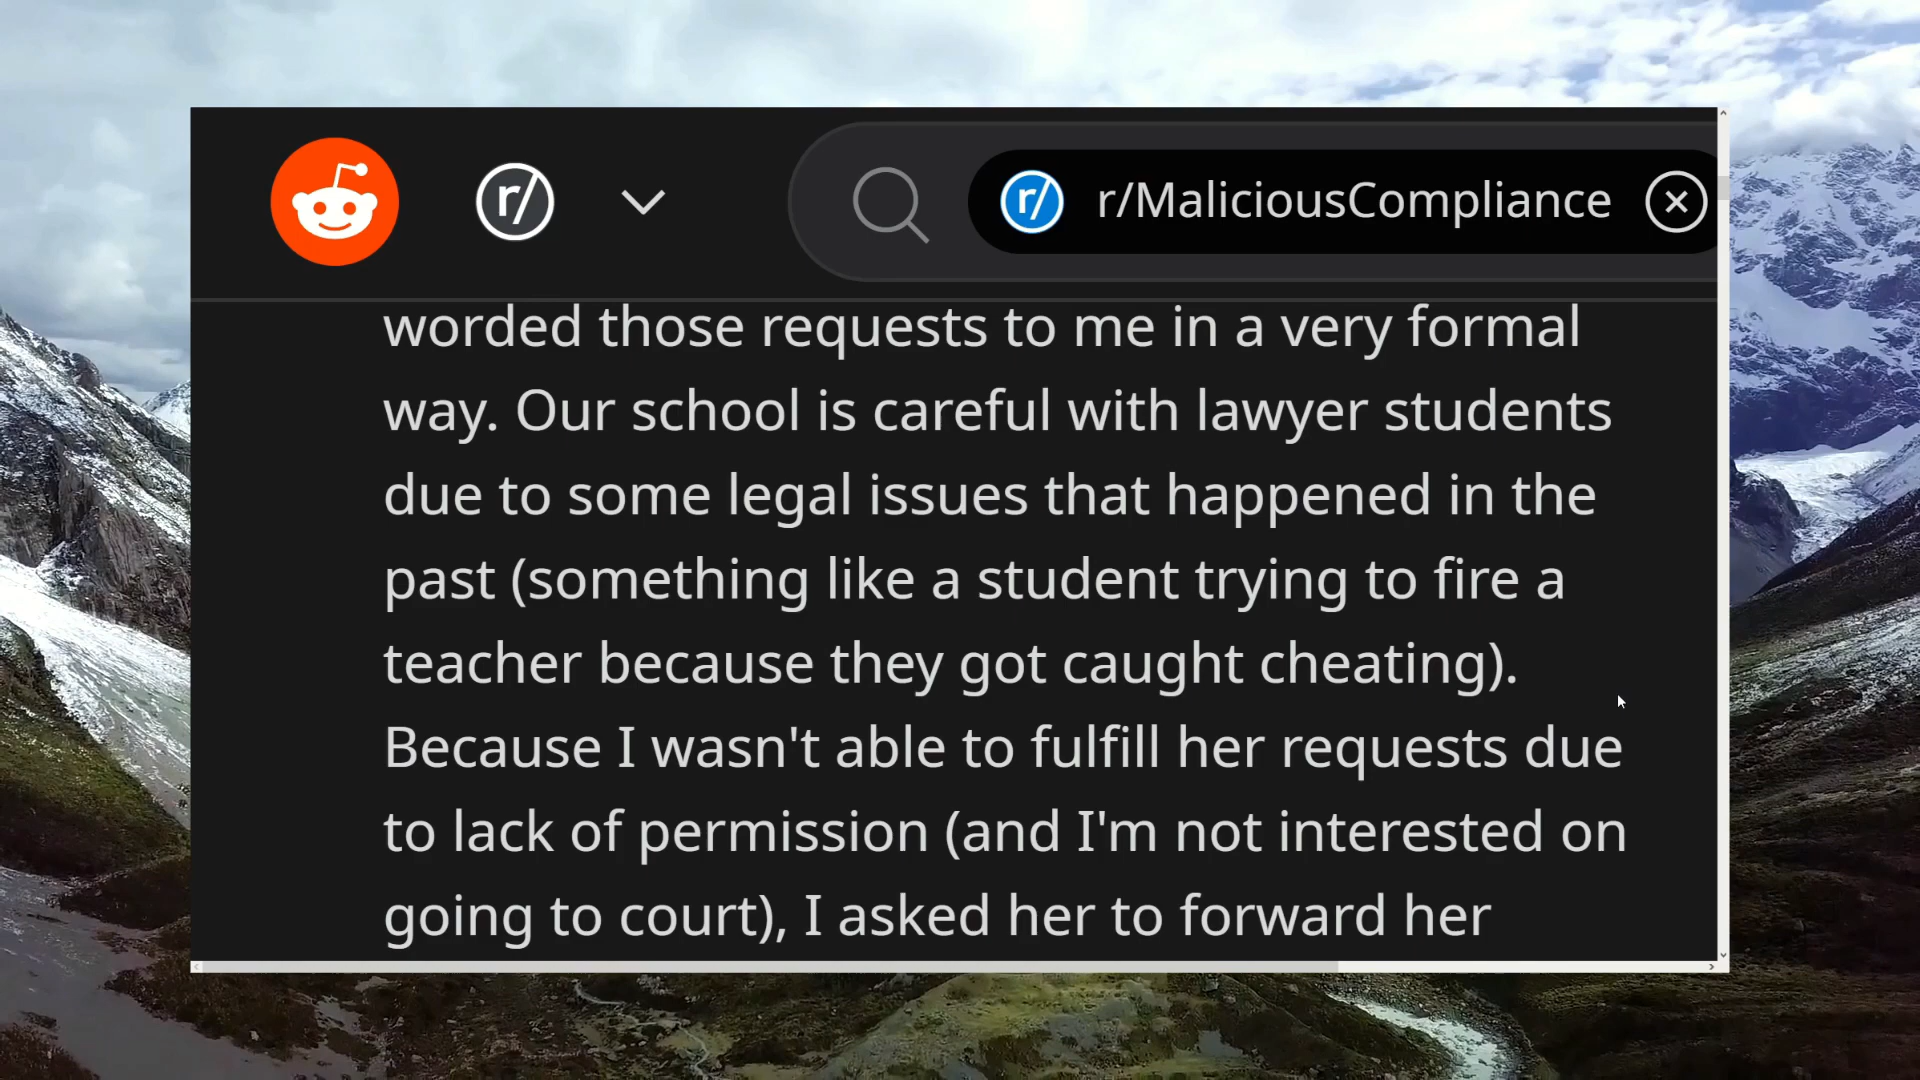 r/
r/
r/MaliciousCompliance
worded those requests to me in a very formal
way. Our school is careful with lawyer students
due to some legal issues that happened in the
past (something like a student trying to fire a
teacher because they got caught cheating).
Because I wasn't able to fulfill her requests due
to lack of permission (and I'm not interested on
going to court), I asked her to forward her